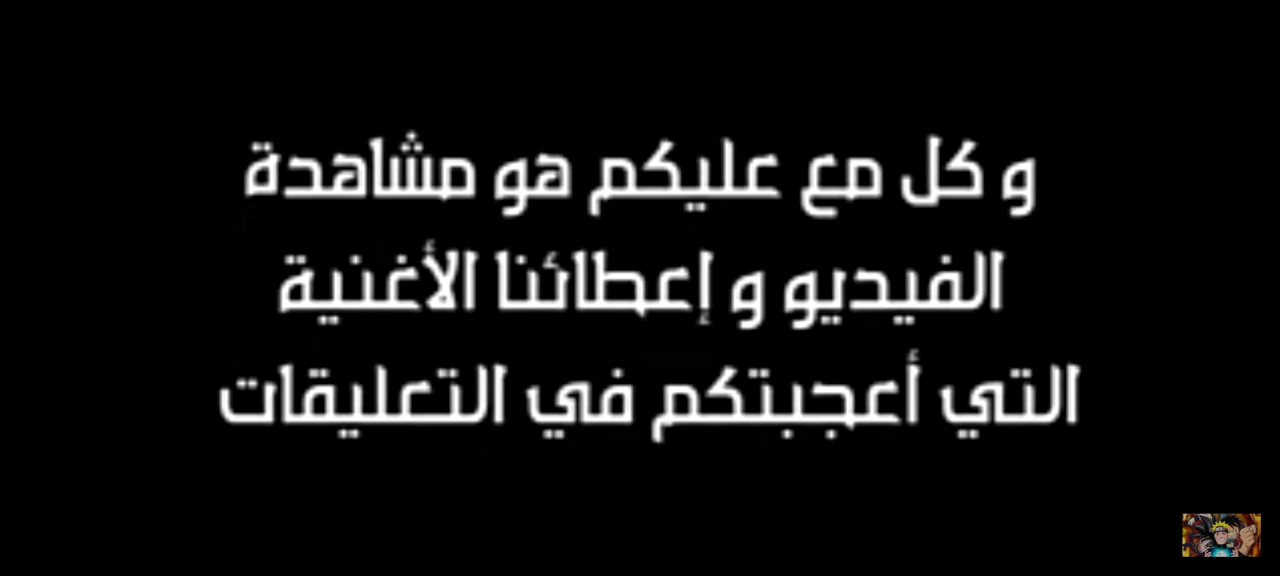 و كل مع عليكم هو مشاهدة
الفيديو و إعطائنا الأغنية
التي أعجبتكم في التعليقات